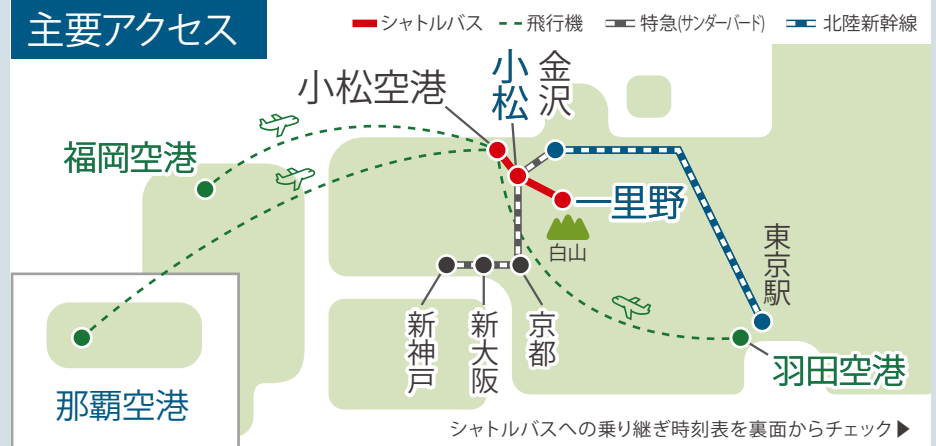 主要アクセス
シャトルバス
飛行機
特急(サンダーバード)
北陸新幹線
小松空港
小松
金沢
福岡空港
一里野
白山
東京駅
新神戸
新大阪
京都
羽田空港
那覇空港
シャトルバスへの乗り継ぎ時刻表を裏面からチェック▶